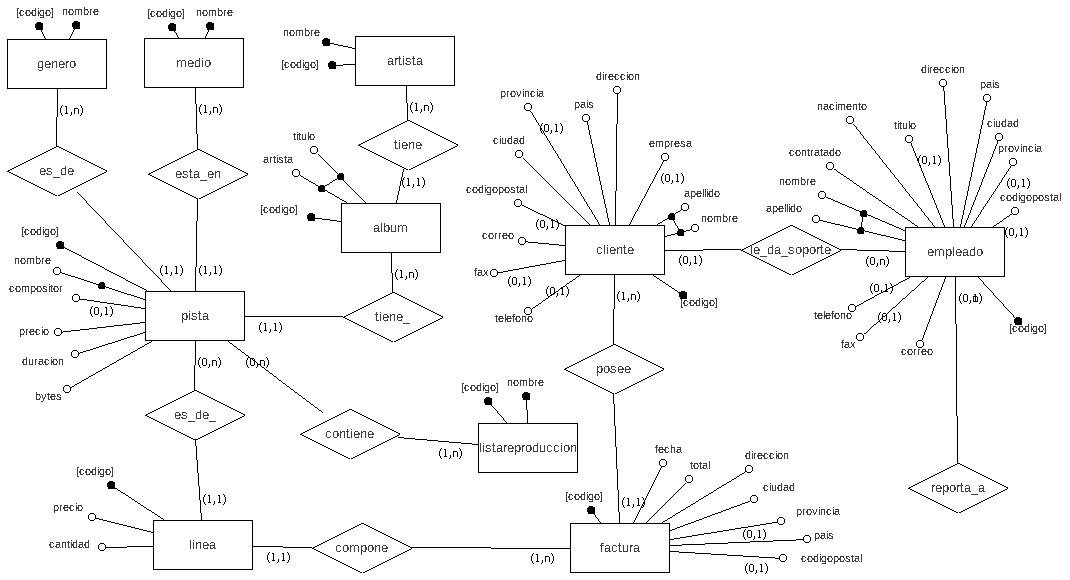 [codigo] nombre
genero
(1,n)
es_de
(1,1)
[codigo] nombre
medio
(1,n)
esta_en
(1,1)
nombre
[codigo]
artista
(1,n)
tiene
(1,1)
titulo
artista
[codigo]
album
(1,n)
tiene_
(1,1)
[codigo]
nombre
compositor
(0,1)
precio
duracion
bytes
pista
(0,n)
(0,n)
es_de_
(1,1)
contiene
(1,n)
[codigo] nombre
listareproduccion
[codigo]
precio
cantidad
linea
(1,1)
compone
(1,n)
direccion
provincia
(0,1)
pais
ciudad
empresa
(0,1)
codigopostal
(0,1)
apellido
nombre
correo
fax
(0,1)
(0,1)
telefono
[codigo]
cliente
(0,1)
le_da_soporte
(0,n)
(1,n)
posee
(1,1)
direccion
pais
nacimento
titulo
(0,1)
ciudad
provincia
(0,1)
contratado
nombre
apellido
codigopostal
(0,1)
empleado
(0,1)
telefono
(0,1)
fax
correo
[codigo]
reporta_a
[codigo]
fecha
total
direccion
ciudad
provincia
(0,1)
pais
codigopostal
(0,1)
factura